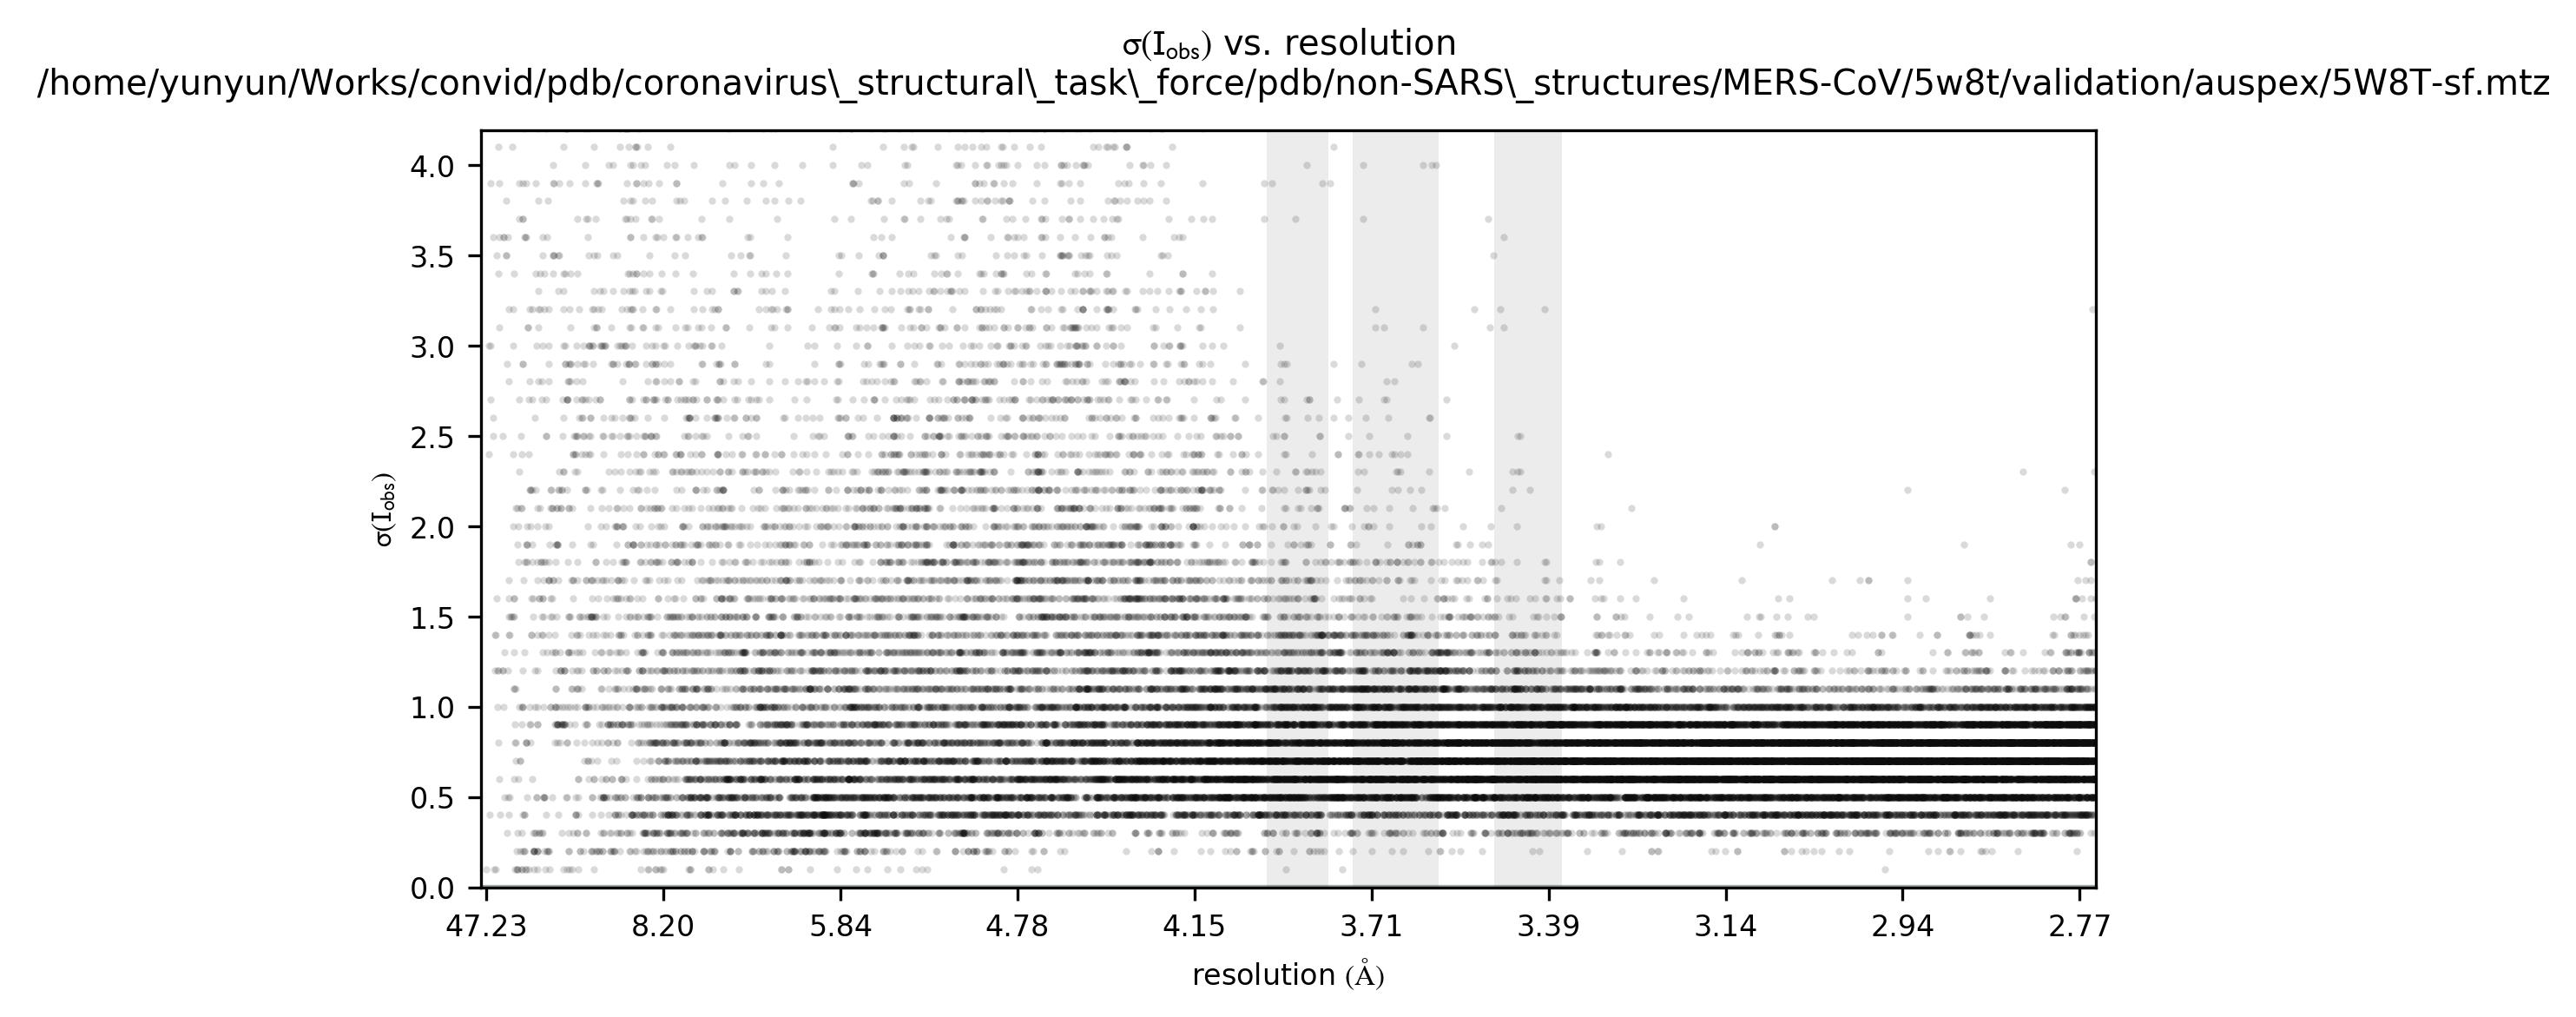 σ(I_obs) vs. resolution
/home/yunyun/Works/convid/pdb/coronavirus\_structural\_task\_force/pdb/non-SARS\_structures/MERS-CoV/5w8t/validation/auspex/5W8T-sf.mtz
4.0
3.5
3.0
2.5
2.0
1.5
1.0
0.5
0.0
σ(I_obs)
47.23 8.20 5.84 4.78 4.15 3.71 3.39 3.14 2.94 2.77
resolution (Å)